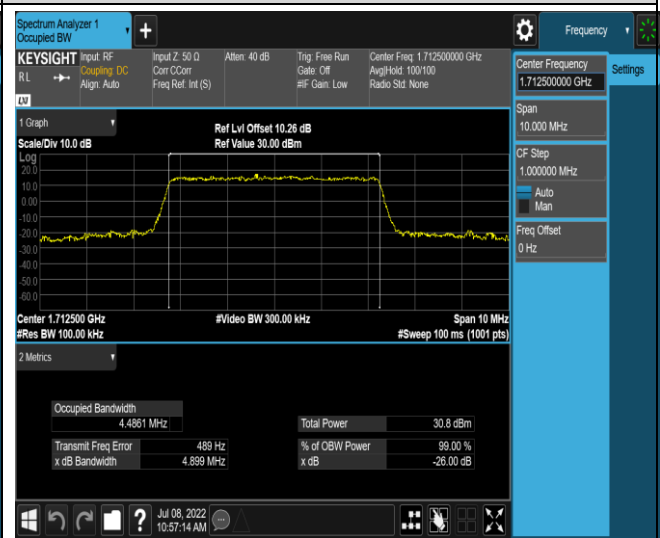 Spectrum Analyzer 1
Occupied BW
Frequency
KEYSIGHT
R L
LXI
Input: RF
Coupling: DC
Align: Auto
Input Z: 50 Ω
Corr CCorr
Freq Ref: Int (S)
Atten: 40 dB
Trig: Free Run
Gate: Off
#IF Gain: Low
Center Freq: 1.712500000 GHz
Avg|Hold: 100/100
Radio Std: None
Center Frequency
1.712500000 GHz
Settings
Span
10.000 MHz
CF Step
1.000000 MHz
Auto
Man
Freq Offset
0 Hz
1 Graph
Scale/Div 10.0 dB
Ref Lvl Offset 10.26 dB
Ref Value 30.00 dBm
Log
20.0
10.0
0.00
-10.0
-20.0
-30.0
-40.0
-50.0
-60.0
Center 1.712500 GHz
#Video BW 300.00 kHz
Span 10 MHz
#Res BW 100.00 kHz
#Sweep 100 ms (1001 pts)
2 Metrics
Occupied Bandwidth
4.4861 MHz
Total Power 30.8 dBm
Transmit Freq Error 489 Hz
% of OBW Power 99.00 %
x dB Bandwidth 4.899 MHz
x dB -26.00 dB
?
Jul 08, 2022
10:57:14 AM